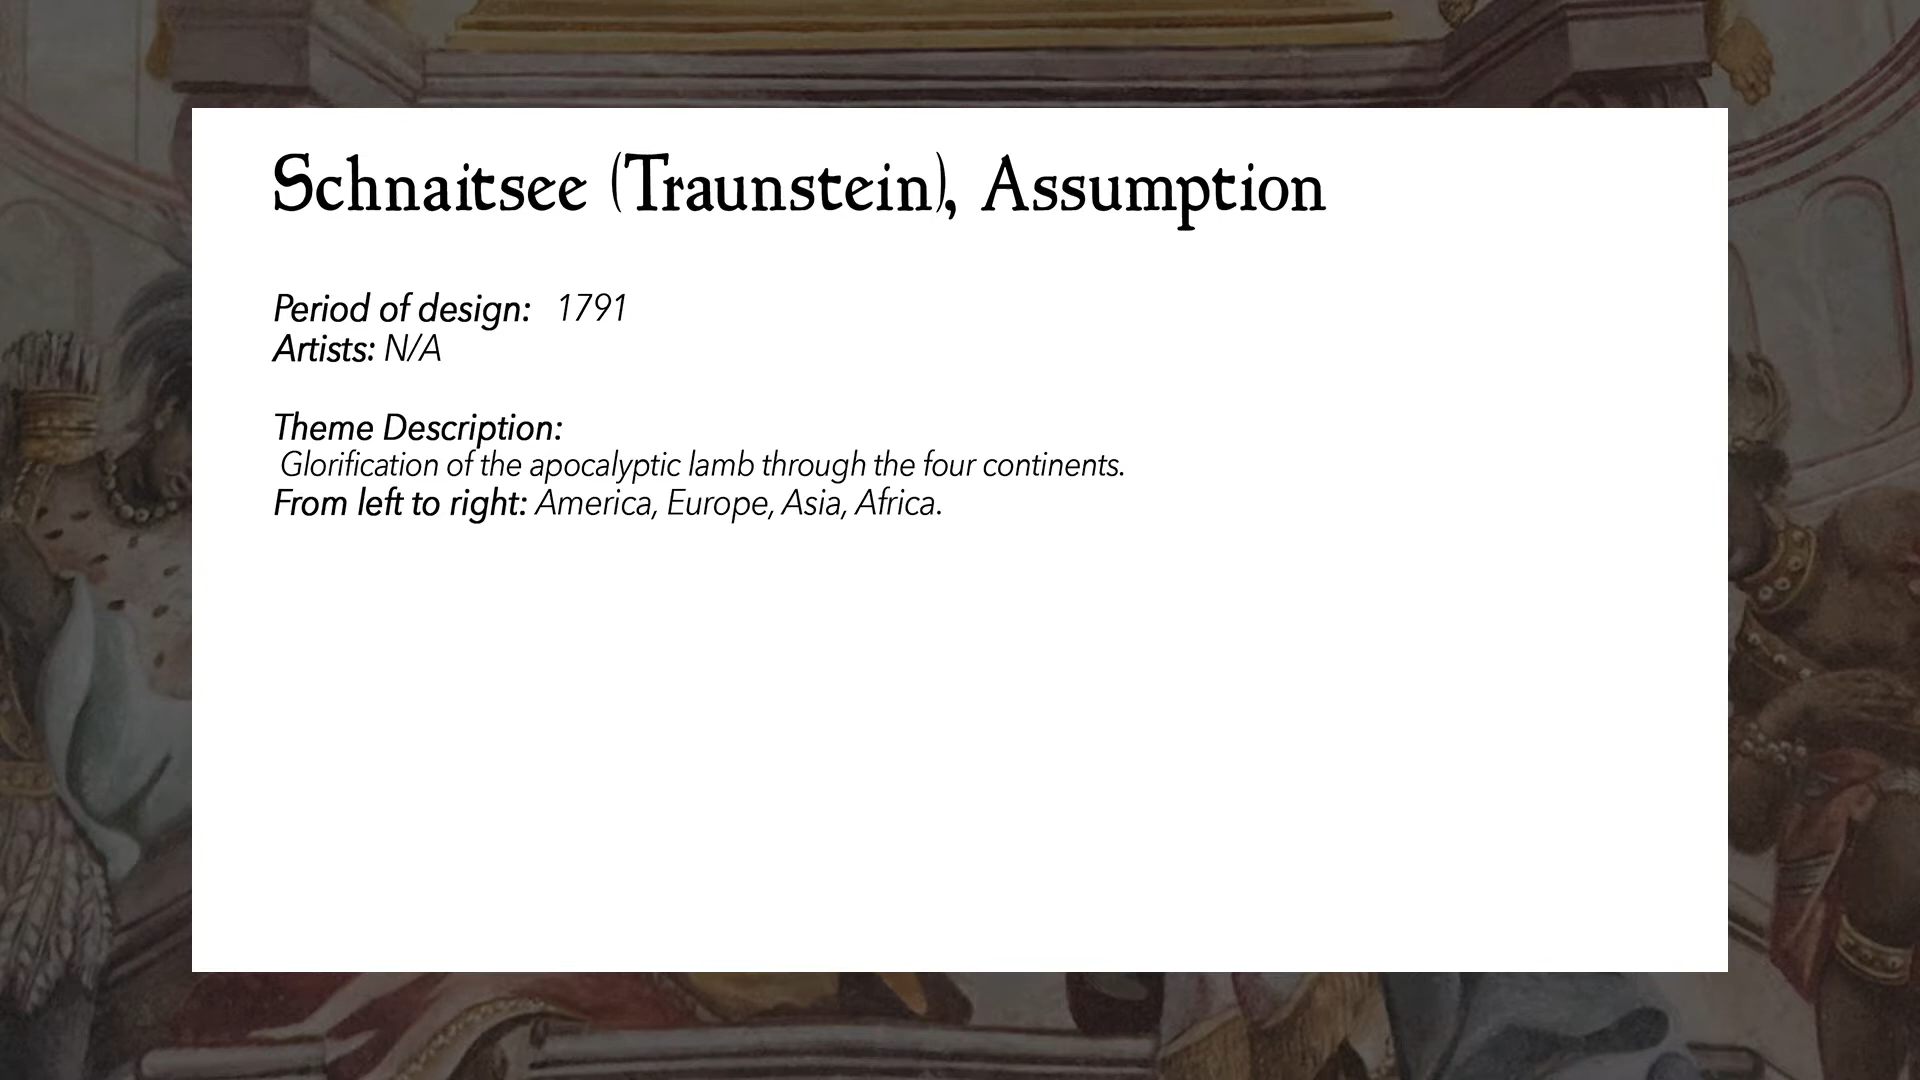 Schnaitsee (Traunstein), Assumption
Period of design: 1791
Artists: N/A
Theme Description:
Glorification of the apocalyptic lamb through the four continents.
From left to right: America, Europe, Asia, Africa.